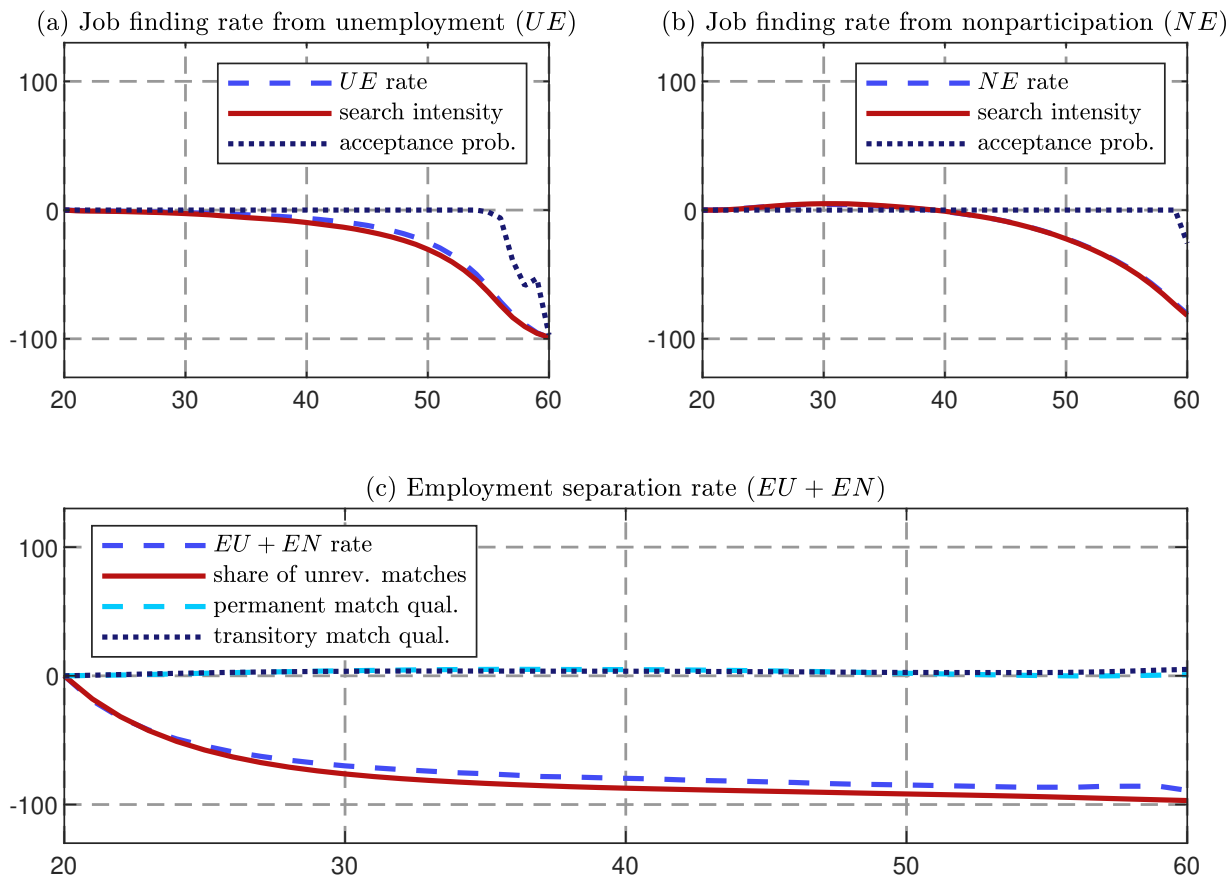 (a) Job finding rate from unemployment (UE)
100
0
-100
20 30 40 50 60
UE rate
search intensity
acceptance prob.
(b) Job finding rate from nonparticipation (NE)
100
0
-100
20 30 40 50 60
NE rate
search intensity
acceptance prob.
(c) Employment separation rate (EU + EN)
100
0
-100
20 30 40 50 60
EU + EN rate
share of unrev. matches
permanent match qual.
transitory match qual.